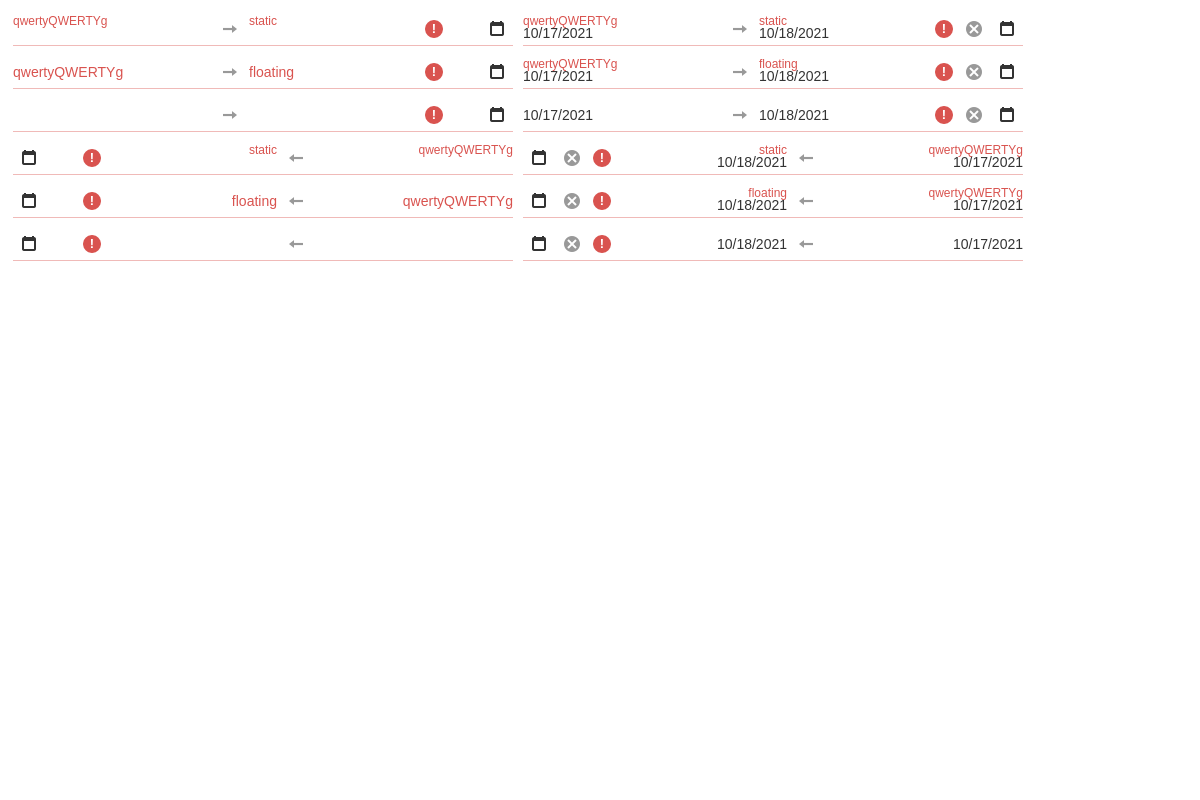 qwertyQWERTYg static qwertyQWERTYg static
10/17/2021 10/18/2021
qwertyQWERTYg floating qwertyQWERTYg floating
10/17/2021 10/18/2021
10/17/2021 10/18/2021
static qwertyQWERTYg static qwertyQWERTYg
10/18/2021 10/17/2021
floating qwertyQWERTYg floating qwertyQWERTYg
10/18/2021 10/17/2021
10/18/2021 10/17/2021